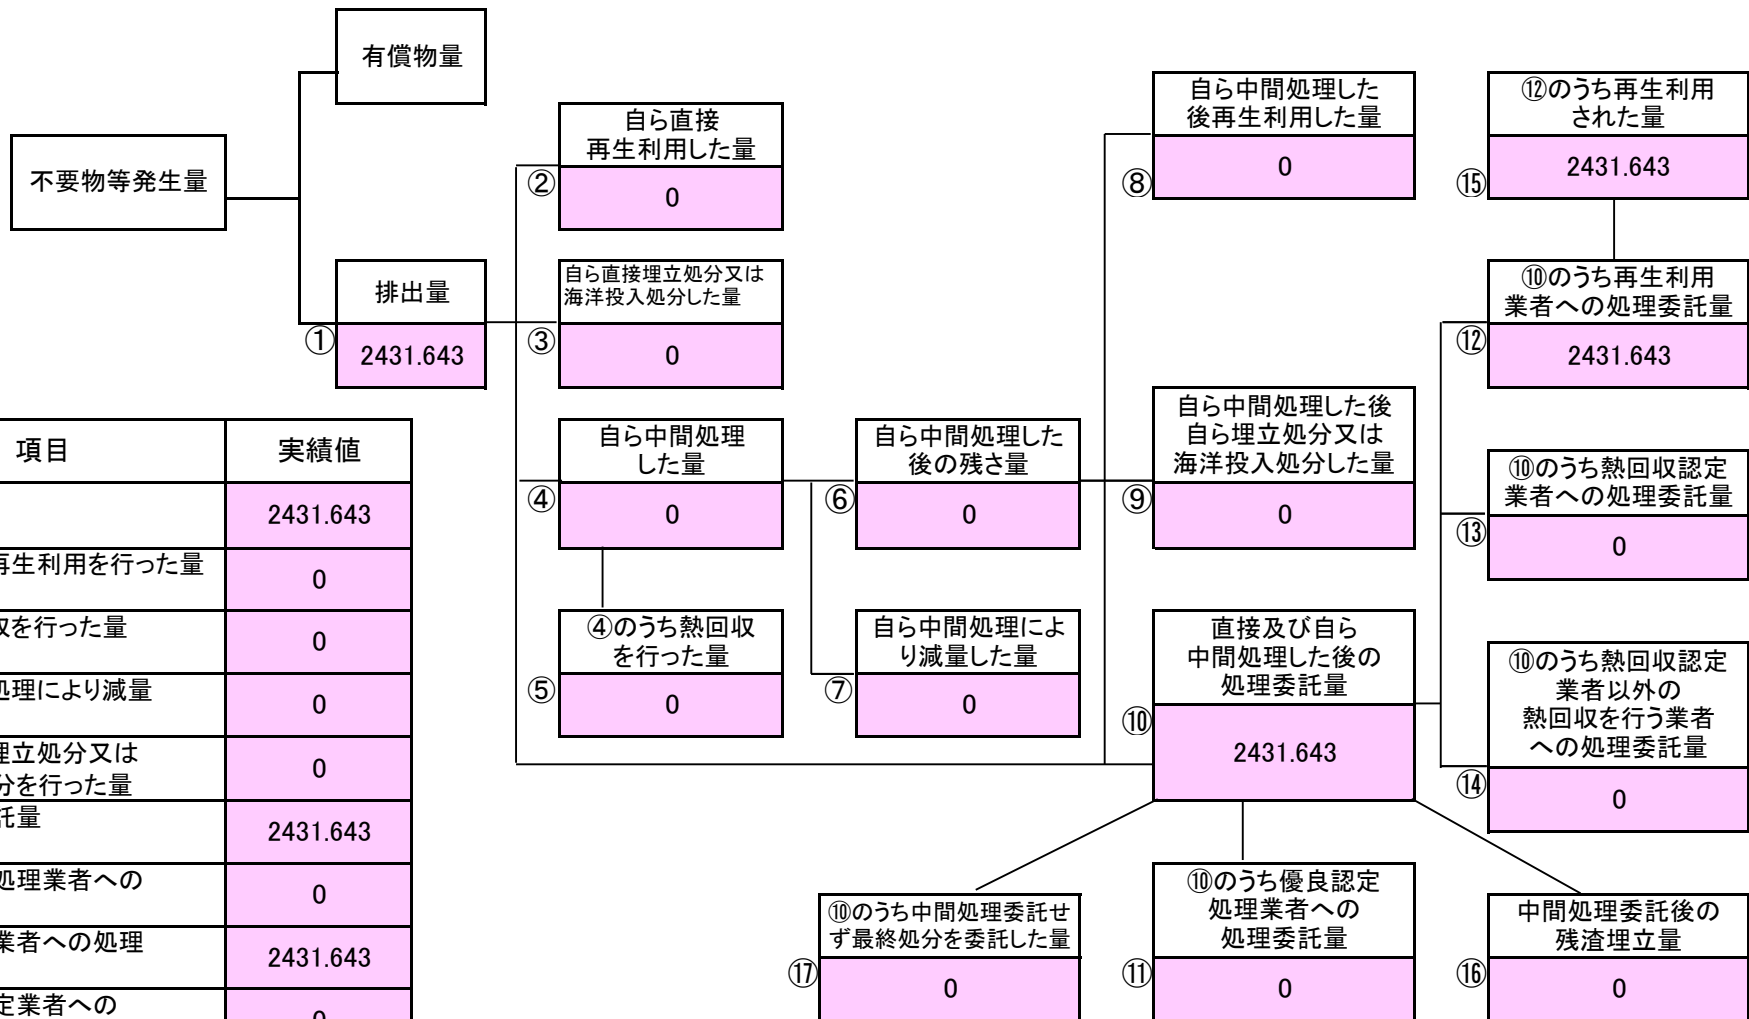 有償物量
不要物等発生量
排出量
①
2431.643
自ら直接
再生利用した量
②
0
自ら直接埋立処分又は
海洋投入処分した量
③
0
自ら中間処理
した量
④
0
④のうち熱回収
を行った量
⑤
0
自ら中間処理した
後の残さ量
⑥
0
自ら中間処理によ
り減量した量
⑦
0
自ら中間処理した
後再生利用した量
⑧
0
自ら中間処理した後
自ら埋立処分又は
海洋投入処分した量
⑨
0
直接及び自ら
中間処理した後の
処理委託量
⑩
2431.643
⑫のうち再生利用
された量
⑮
2431.643
⑩のうち再生利用
業者への処理委託量
⑫
2431.643
⑩のうち熱回収認定
業者への処理委託量
⑬
0
⑩のうち熱回収認定
業者以外の
熱回収を行う業者
への処理委託量
⑭
0
⑩のうち中間処理委託せ
ず最終処分を委託した量
⑰
0
⑩のうち優良認定
処理業者への
処理委託量
⑪
0
中間処理委託後の
残渣埋立量
⑯
0
項目 実績値
2431.643
再生利用を行った量 0
収を行った量 0
処理により減量 0
埋立処分又は
分を行った量 0
託量 2431.643
処理業者への 0
業者への処理 2431.643
定業者への 0